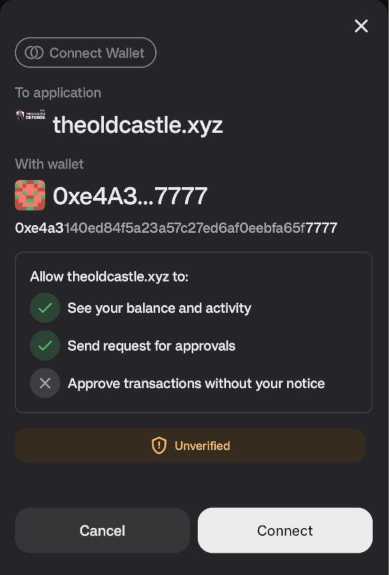 Connect Wallet
To application
theoldcastle.xyz
With wallet
0xe4A3...7777
0xe4a3140ed84f5a23a57c27ed6af0eebfa65f7777
Allow theoldcastle.xyz to:
See your balance and activity
Send request for approvals
Approve transactions without your notice
Unverified
Cancel
Connect